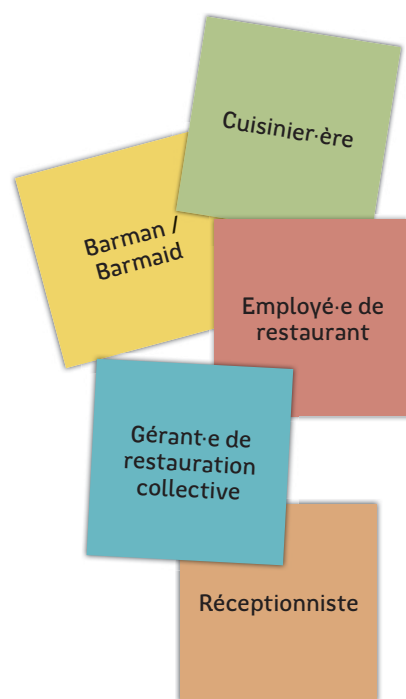 Cuisinier·ère
Barman /
Barmaid
Employé·e de
restaurant
Gérant·e de
restauration
collective
Réceptionniste